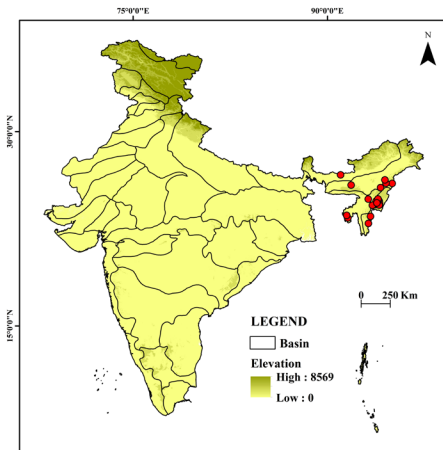 75°0'0"E
90°0'0"E
N
30°0'0"N
15°0'0"N
0 250 Km
LEGEND
Basin
Elevation
High : 8569
Low : 0